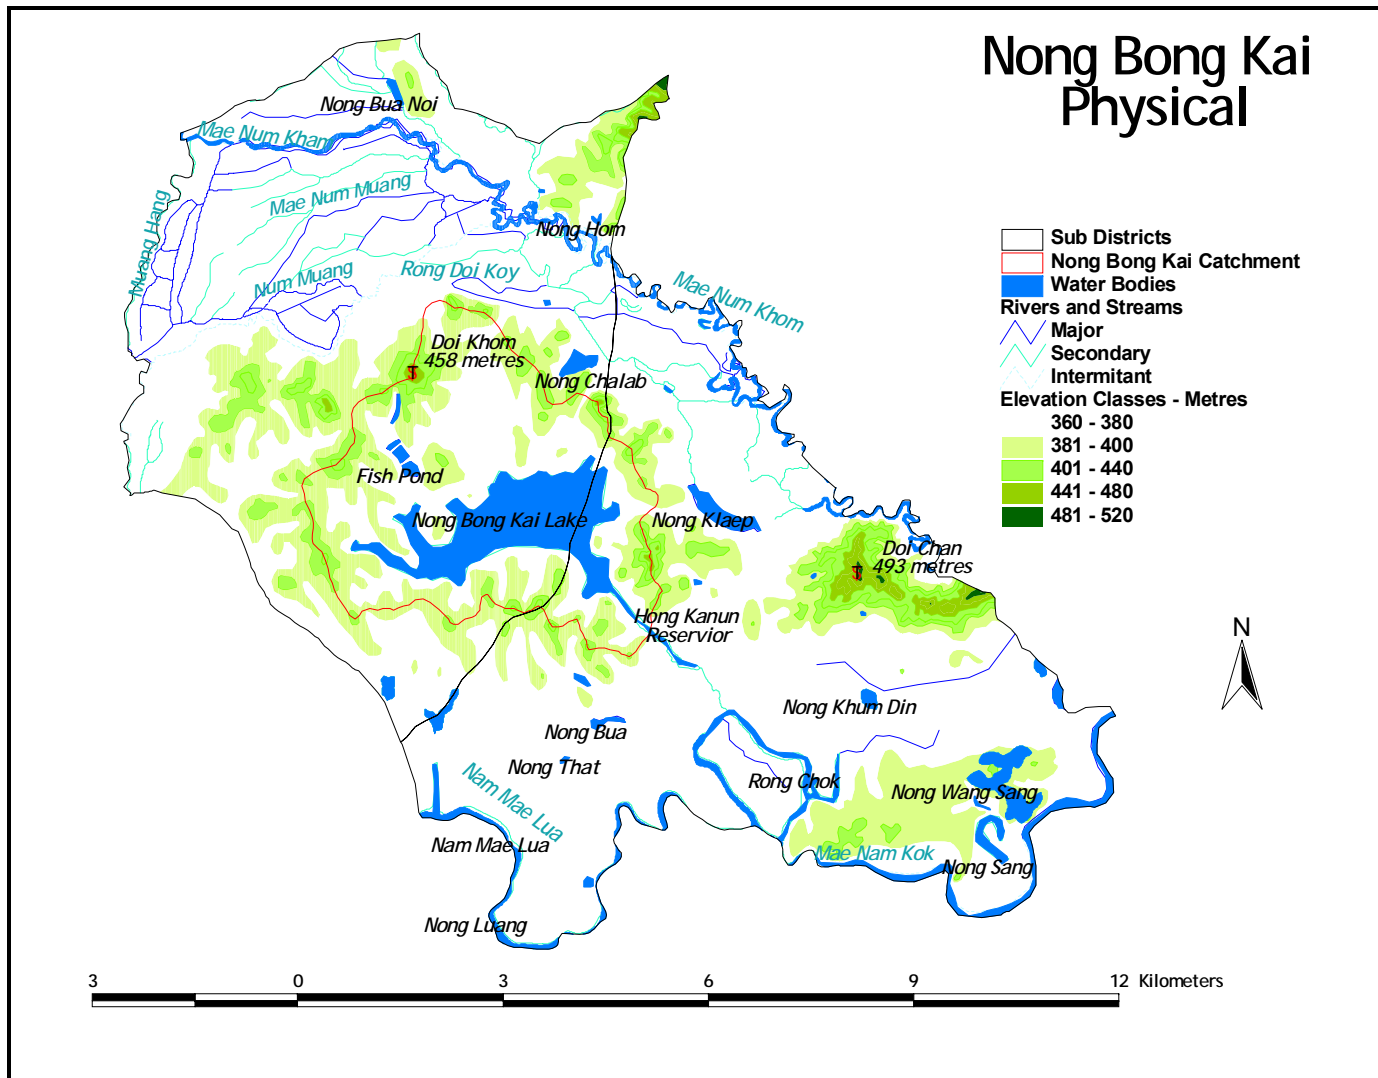 Nong Bong Kai
Physical
Nong Bua Noi
Mae Num Kham
Mae Num Muang
Muang Hang
Nong Hom
Num Muang
Rong Doi Koy
Mae Num Khom
Sub Districts
Nong Bong Kai Catchment
Water Bodies
Rivers and Streams
Major
Secondary
Intermitant
Elevation Classes - Metres
360 - 380
381 - 400
401 - 440
441 - 480
481 - 520
Doi Khom
458 metres
Nong Chalab
Fish Pond
Nong Bong Kai Lake
Nong Klaep
Doi Chan
493 metres
Hong Kanun
Reservior
N
Nong Khum Din
Nong Bua
Nong That
Rong Chok
Nong Wang Sang
Nam Mae Lua
Nam Mae Lua
Mae Nam Kok
Nong Sang
Nong Luang
3 0 3 6 9 12 Kilometers